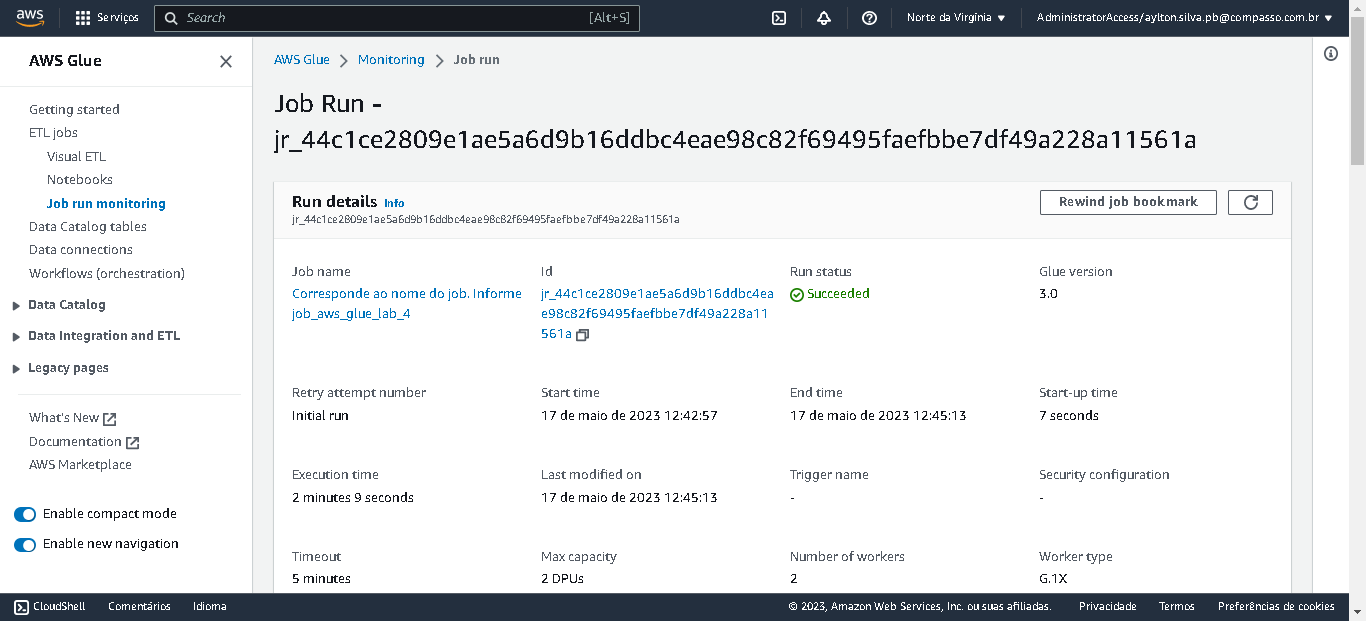 aws
Serviços
Search
[Alt+S]
Norte da Virgínia
AdministratorAccess/aylton.silva.pb@compasso.com.br
AWS Glue
Getting started
ETL jobs
Visual ETL
Notebooks
Job run monitoring
Data Catalog tables
Data connections
Workflows (orchestration)
Data Catalog
Data Integration and ETL
Legacy pages
What's New
Documentation
AWS Marketplace
Enable compact mode
Enable new navigation
AWS Glue > Monitoring > Job run
Job Run -
jr_44c1ce2809e1ae5a6d9b16ddbc4eae98c82f69495faefbbe7df49a228a11561a
Run details Info
jr_44c1ce2809e1ae5a6d9b16ddbc4eae98c82f69495faefbbe7df49a228a11561a
Rewind job bookmark
Job name
Corresponde ao nome do job. Informe
job_aws_glue_lab_4
Id
jr_44c1ce2809e1ae5a6d9b16ddbc4ea
e98c82f69495faefbbe7df49a228a11
561a
Run status
Succeeded
Glue version
3.0
Retry attempt number
Initial run
Start time
17 de maio de 2023 12:42:57
End time
17 de maio de 2023 12:45:13
Start-up time
7 seconds
Execution time
2 minutes 9 seconds
Last modified on
17 de maio de 2023 12:45:13
Trigger name
-
Security configuration
-
Timeout
5 minutes
Max capacity
2 DPUs
Number of workers
2
Worker type
G.1X
CloudShell
Comentários
Idioma
© 2023, Amazon Web Services, Inc. ou suas afiliadas.
Privacidade
Termos
Preferências de cookies